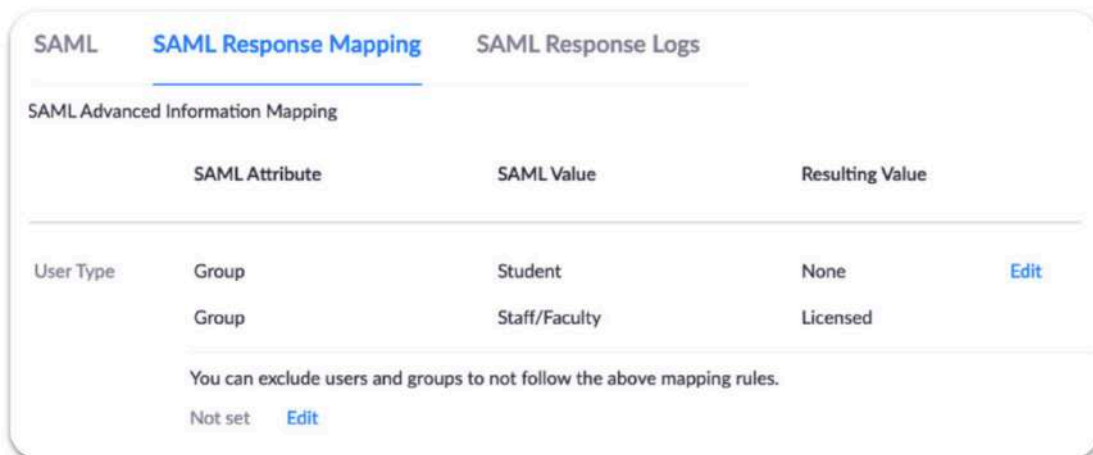 SAML SAML Response Mapping SAML Response Logs
SAML Advanced Information Mapping
SAML Attribute SAML Value Resulting Value
User Type Group Student None Edit
Group Staff/Faculty Licensed
You can exclude users and groups to not follow the above mapping rules.
Not set Edit